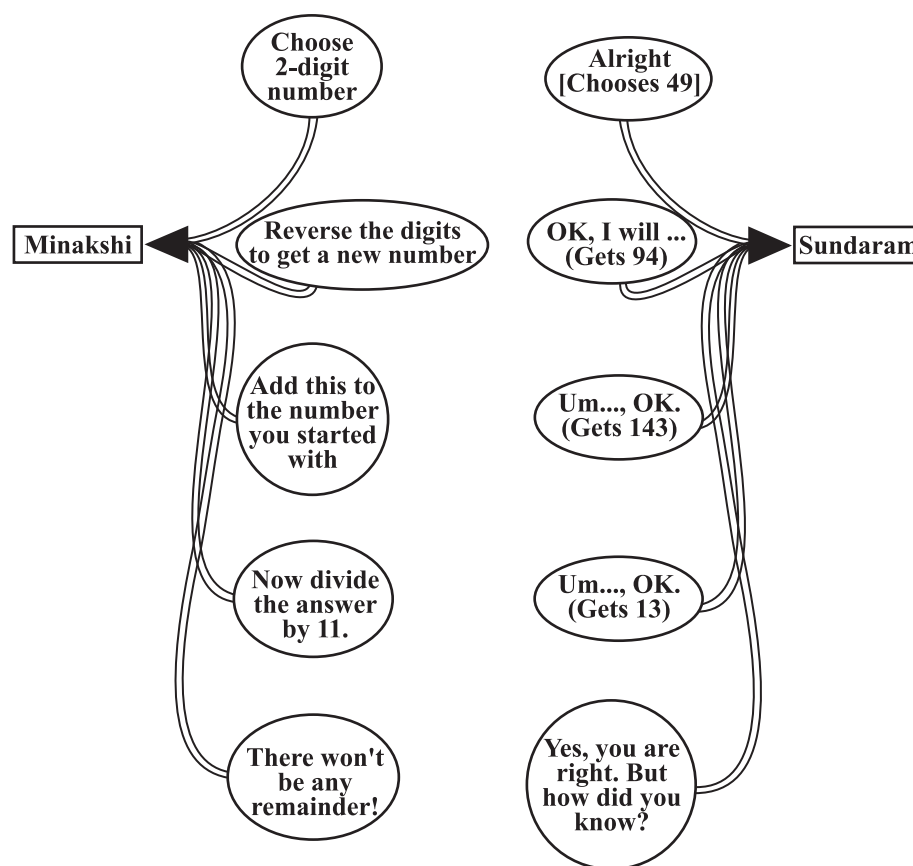 Choose
2-digit
number
Alright
[Chooses 49]
Minakshi
Reverse the digits
to get a new number
OK, I will ...
(Gets 94)
Sundaram
Add this to
the number
you started
with
Um..., OK.
(Gets 143)
Now divide
the answer
by 11.
Um..., OK.
(Gets 13)
There won't
be any
remainder!
Yes, you are
right. But
how did you
know?